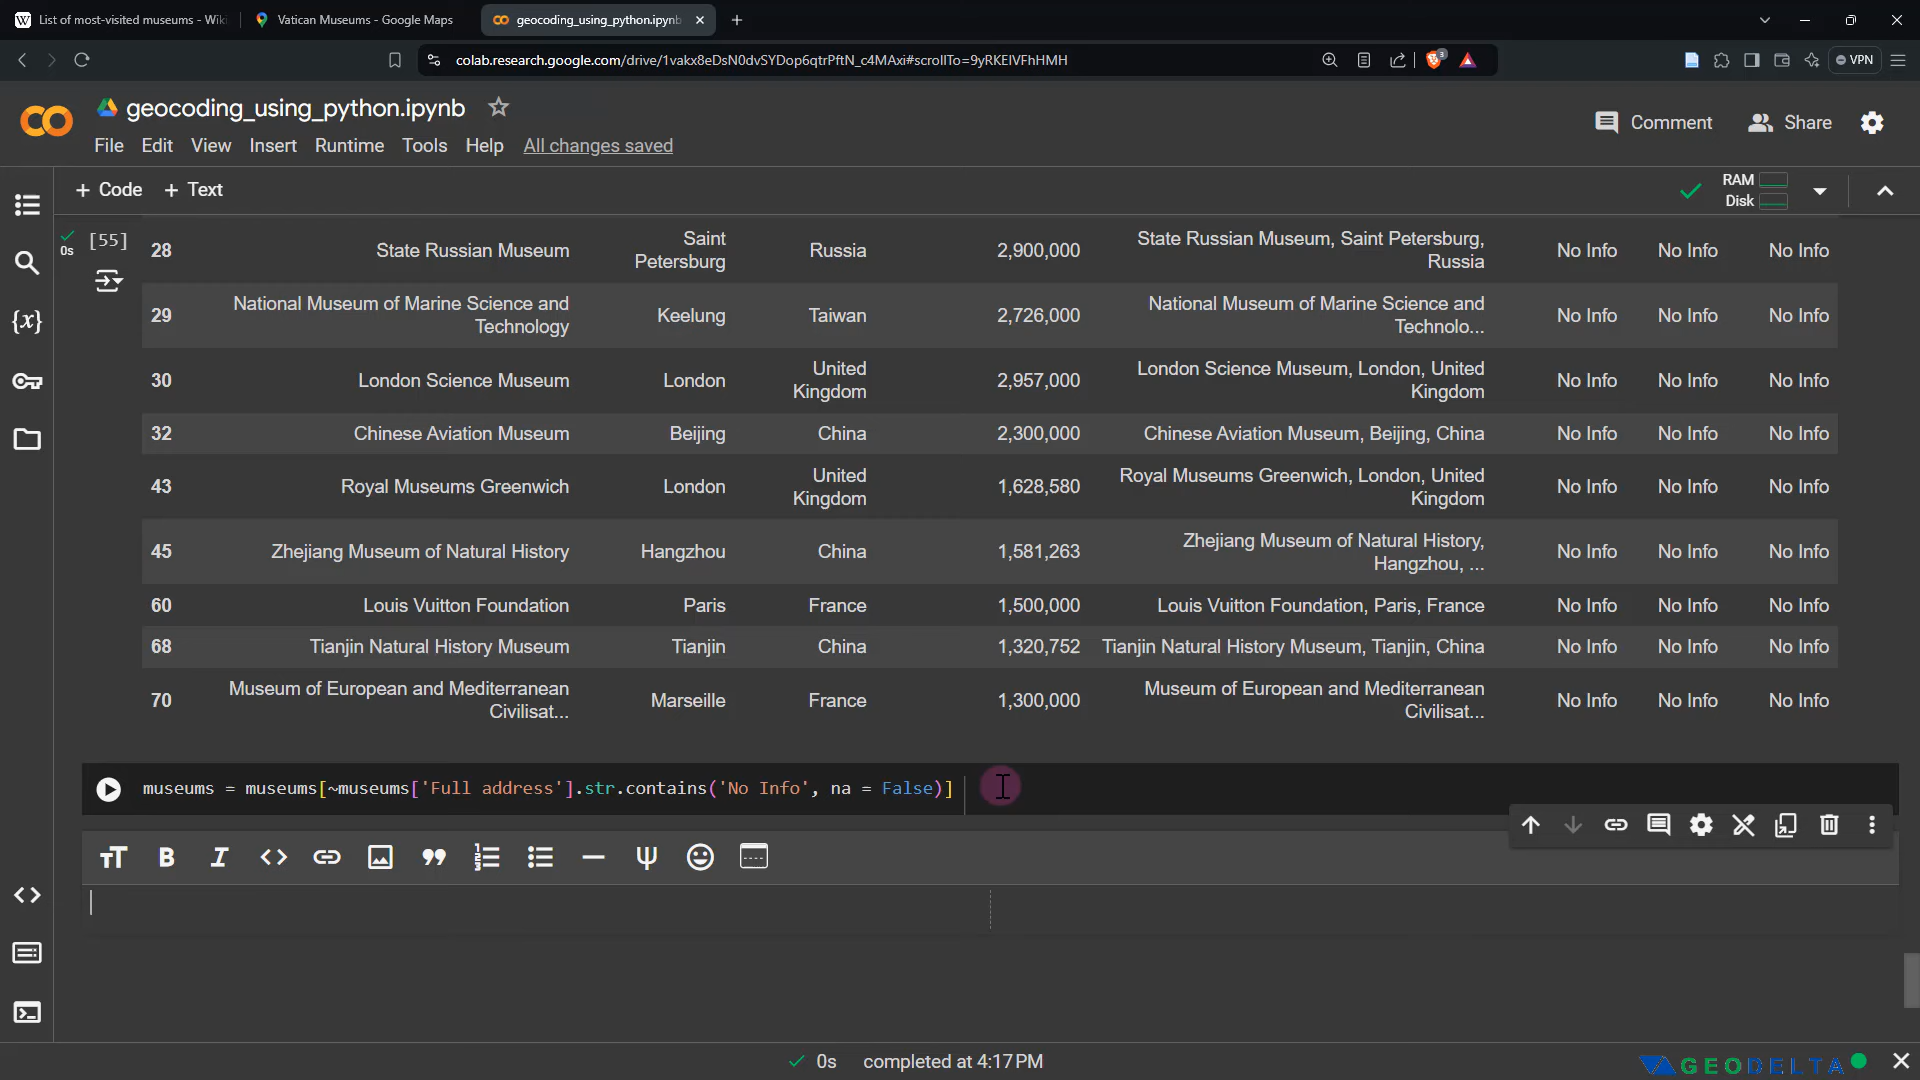 List of most-visited museums - Wiki
Vatican Museums - Google Maps
geocoding_using_python.ipynb
colab.research.google.com/drive/1vakx8eDsN0dvSYDop6qtrPftN_c4MAxi#scrollTo=9yRKEIVFhHMH
3
VPN
geocoding_using_python.ipynb
Comment
Share
File Edit View Insert Runtime Tools Help All changes saved
+ Code + Text
RAM
Disk
0s
[55]
28 State Russian Museum Saint Petersburg Russia 2,900,000 State Russian Museum, Saint Petersburg, Russia No Info No Info No Info
29 National Museum of Marine Science and Technology Keelung Taiwan 2,726,000 National Museum of Marine Science and Technolo... No Info No Info No Info
30 London Science Museum London United Kingdom 2,957,000 London Science Museum, London, United Kingdom No Info No Info No Info
32 Chinese Aviation Museum Beijing China 2,300,000 Chinese Aviation Museum, Beijing, China No Info No Info No Info
43 Royal Museums Greenwich London United Kingdom 1,628,580 Royal Museums Greenwich, London, United Kingdom No Info No Info No Info
45 Zhejiang Museum of Natural History Hangzhou China 1,581,263 Zhejiang Museum of Natural History, Hangzhou, ... No Info No Info No Info
60 Louis Vuitton Foundation Paris France 1,500,000 Louis Vuitton Foundation, Paris, France No Info No Info No Info
68 Tianjin Natural History Museum Tianjin China 1,320,752 Tianjin Natural History Museum, Tianjin, China No Info No Info No Info
70 Museum of European and Mediterranean Civilisat... Marseille France 1,300,000 Museum of European and Mediterranean Civilisat... No Info No Info No Info
museums = museums[~museums['Full address'].str.contains('No Info', na = False)]
0s completed at 4:17 PM
GEODELTA